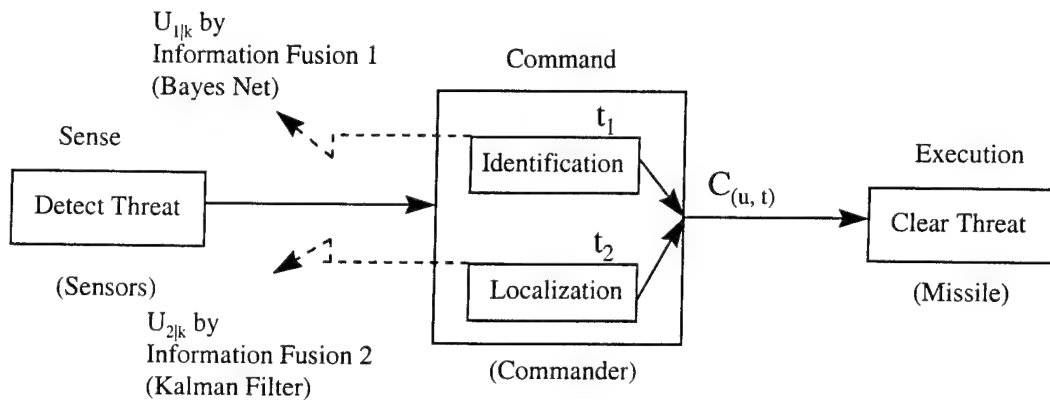 U1|k by
Information Fusion 1
(Bayes Net)
Command
Sense
t1
Identification
Execution
Detect Threat
C(u, t)
Clear Threat
t2
Localization
(Sensors)
(Missile)
U2|k by
Information Fusion 2
(Kalman Filter)
(Commander)